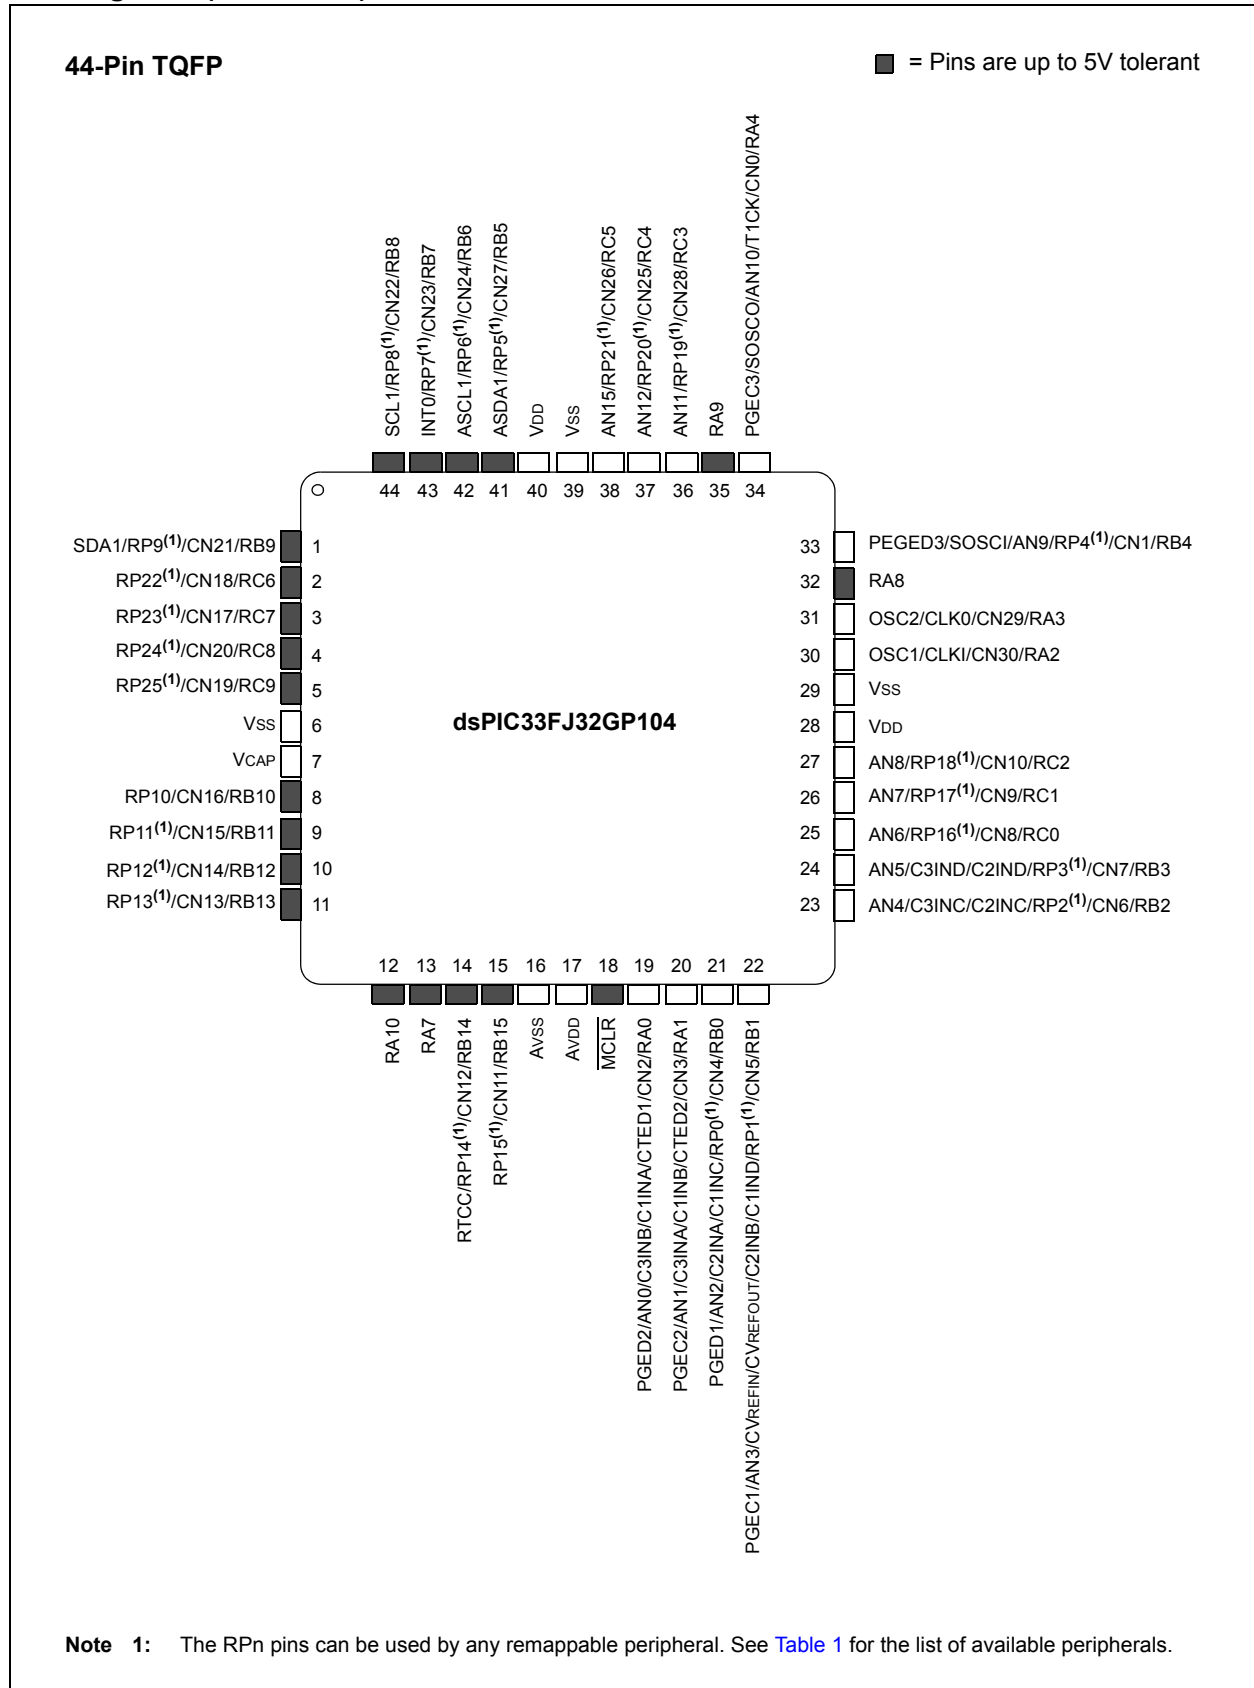 44-Pin TQFP
= Pins are up to 5V tolerant
SCL1/RP8(1)/CN22/RB8
INT0/RP7(1)/CN23/RB7
ASCL1/RP6(1)/CN24/RB6
ASDA1/RP5(1)/CN27/RB5
VDD
VSS
AN15/RP21(1)/CN26/RC5
AN12/RP20(1)/CN25/RC4
AN11/RP19(1)/CN28/RC3
RA9
PGEC3/SOSCO/AN10/T1CK/CN0/RA4
44 43 42 41 40 39 38 37 36 35 34
SDA1/RP9(1)/CN21/RB9 1
RP22(1)/CN18/RC6 2
RP23(1)/CN17/RC7 3
RP24(1)/CN20/RC8 4
RP25(1)/CN19/RC9 5
VSS 6
VCAP 7
RP10/CN16/RB10 8
RP11(1)/CN15/RB11 9
RP12(1)/CN14/RB12 10
RP13(1)/CN13/RB13 11
dsPIC33FJ32GP104
33 PEGED3/SOSCI/AN9/RP4(1)/CN1/RB4
32 RA8
31 OSC2/CLK0/CN29/RA3
30 OSC1/CLKI/CN30/RA2
29 VSS
28 VDD
27 AN8/RP18(1)/CN10/RC2
26 AN7/RP17(1)/CN9/RC1
25 AN6/RP16(1)/CN8/RC0
24 AN5/C3IND/C2IND/RP3(1)/CN7/RB3
23 AN4/C3INC/C2INC/RP2(1)/CN6/RB2
12 13 14 15 16 17 18 19 20 21 22
RA10
RA7
RTCC/RP14(1)/CN12/RB14
RP15(1)/CN11/RB15
AVSS
AVDD
MCLR
PGED2/AN0/C3INB/C1INA/CTED1/CN2/RA0
PGEC2/AN1/C3INA/C1INB/CTED2/CN3/RA1
PGED1/AN2/C2INA/C1INC/RP0(1)/CN4/RB0
PGEC1/AN3/CVREFIN/CVREFOUT/C2INB/C1IND/RP1(1)/CN5/RB1
Note 1: The RPn pins can be used by any remappable peripheral. See Table 1 for the list of available peripherals.